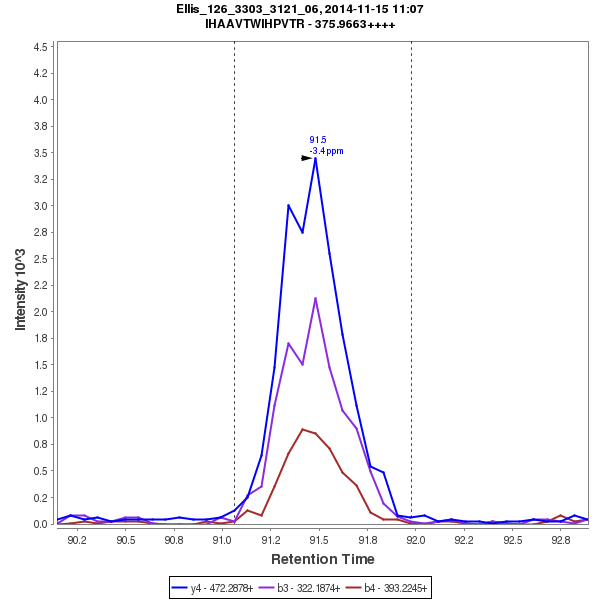 Ellis_126_3303_3121_06, 2014-11-15 11:07
IHAAVTWIHPVTR - 375.9663++++
4.5
4.2
4.0
3.8
3.5
3.2
3.0
2.8
2.5
2.2
2.0
1.8
1.5
1.2
1.0
0.8
0.5
0.2
0.0
Intensity 10^3
91.5
-3.4 ppm
90.2 90.5 90.8 91.0 91.2 91.5 91.8 92.0 92.2 92.5 92.8
Retention Time
y4 - 472.2878+ b3 - 322.1874+ b4 - 393.2245+